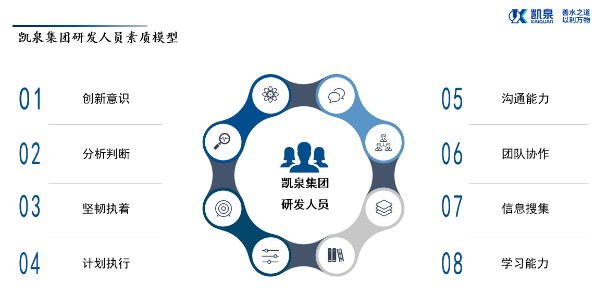 凯泉
KAIQUAN
善水之道
以利万物
凯泉集团研发人员素质模型
01 创新意识
02 分析判断
03 坚韧执着
04 计划执行
凯泉集团
研发人员
05 沟通能力
06 团队协作
07 信息搜集
08 学习能力